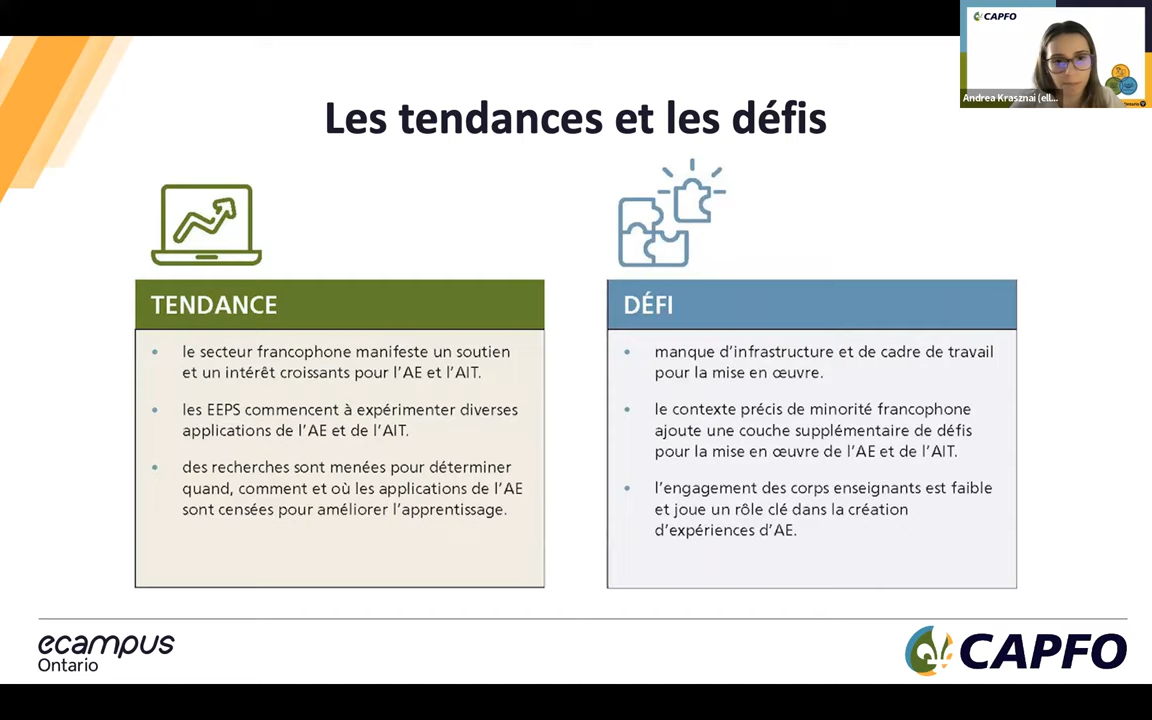 CAPFO
Andrea Krasznai (ell...
Les tendances et les défis
TENDANCE
• le secteur francophone manifeste un soutien
et un intérêt croissants pour l’AE et l’AIT.
• les EEPS commencent à expérimenter diverses
applications de l’AE et de l’AIT.
• des recherches sont menées pour déterminer
quand, comment et où les applications de l’AE
sont censées pour améliorer l’apprentissage.
DÉFI
• manque d’infrastructure et de cadre de travail
pour la mise en œuvre.
• le contexte précis de minorité francophone
ajoute une couche supplémentaire de défis
pour la mise en œuvre de l’AE et de l’AIT.
• l’engagement des corps enseignants est faible
et joue un rôle clé dans la création
d’expériences d’AE.
ecampus
Ontario
CAPFO